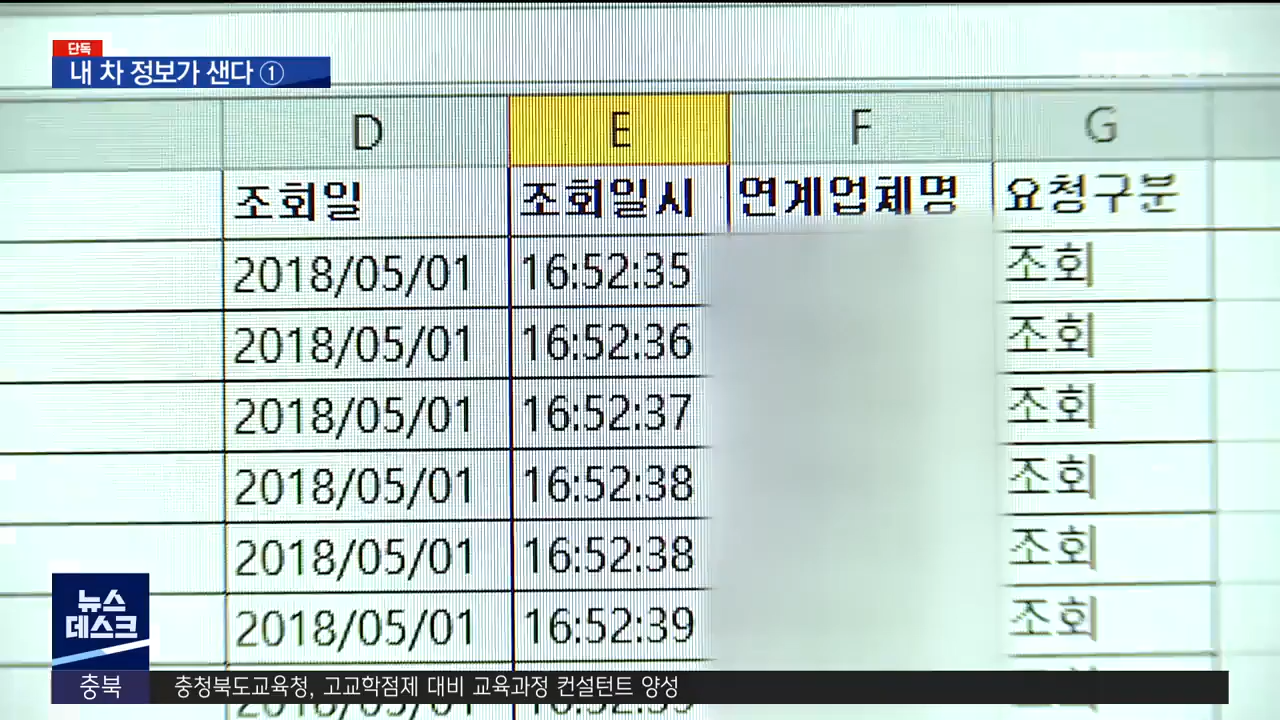 단독
내 차 정보가 샌다 ①
D E F G
조회일 조회일시 연계업체명 요청구분
2018/05/01 16:52:35 조회
2018/05/01 16:52:36 조회
2018/05/01 16:52:37 조회
2018/05/01 16:52:38 조회
2018/05/01 16:52:38 조회
2018/05/01 16:52:39 조회
뉴스
데스크
충북 충청북도교육청, 고교학점제 대비 교육과정 컨설턴트 양성